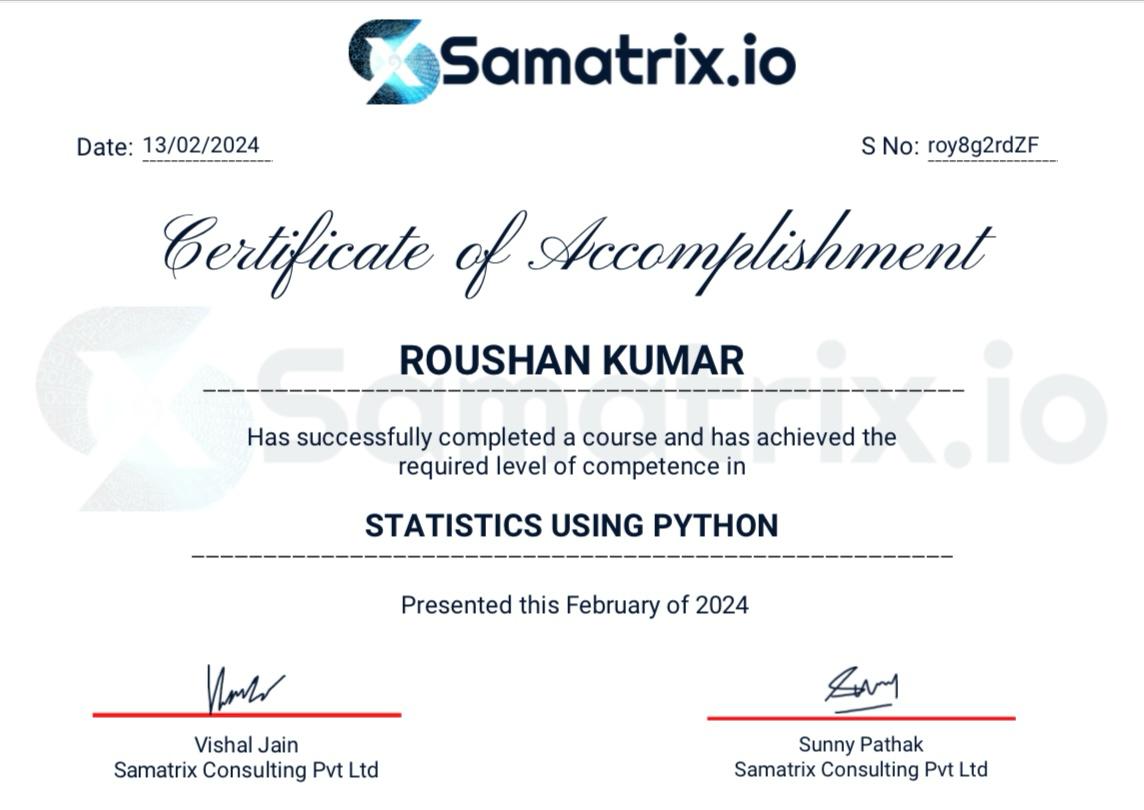 Samatrix.io
Date: 13/02/2024
S No: roy8g2rdZF
Certificate of Accomplishment
ROUSHAN KUMAR
Samatrix.io
Has successfully completed a course and has achieved the
required level of competence in
STATISTICS USING PYTHON
Presented this February of 2024
Sunny
Vishal Jain
Sunny Pathak
Samatrix Consulting Pvt Ltd
Samatrix Consulting Pvt Ltd